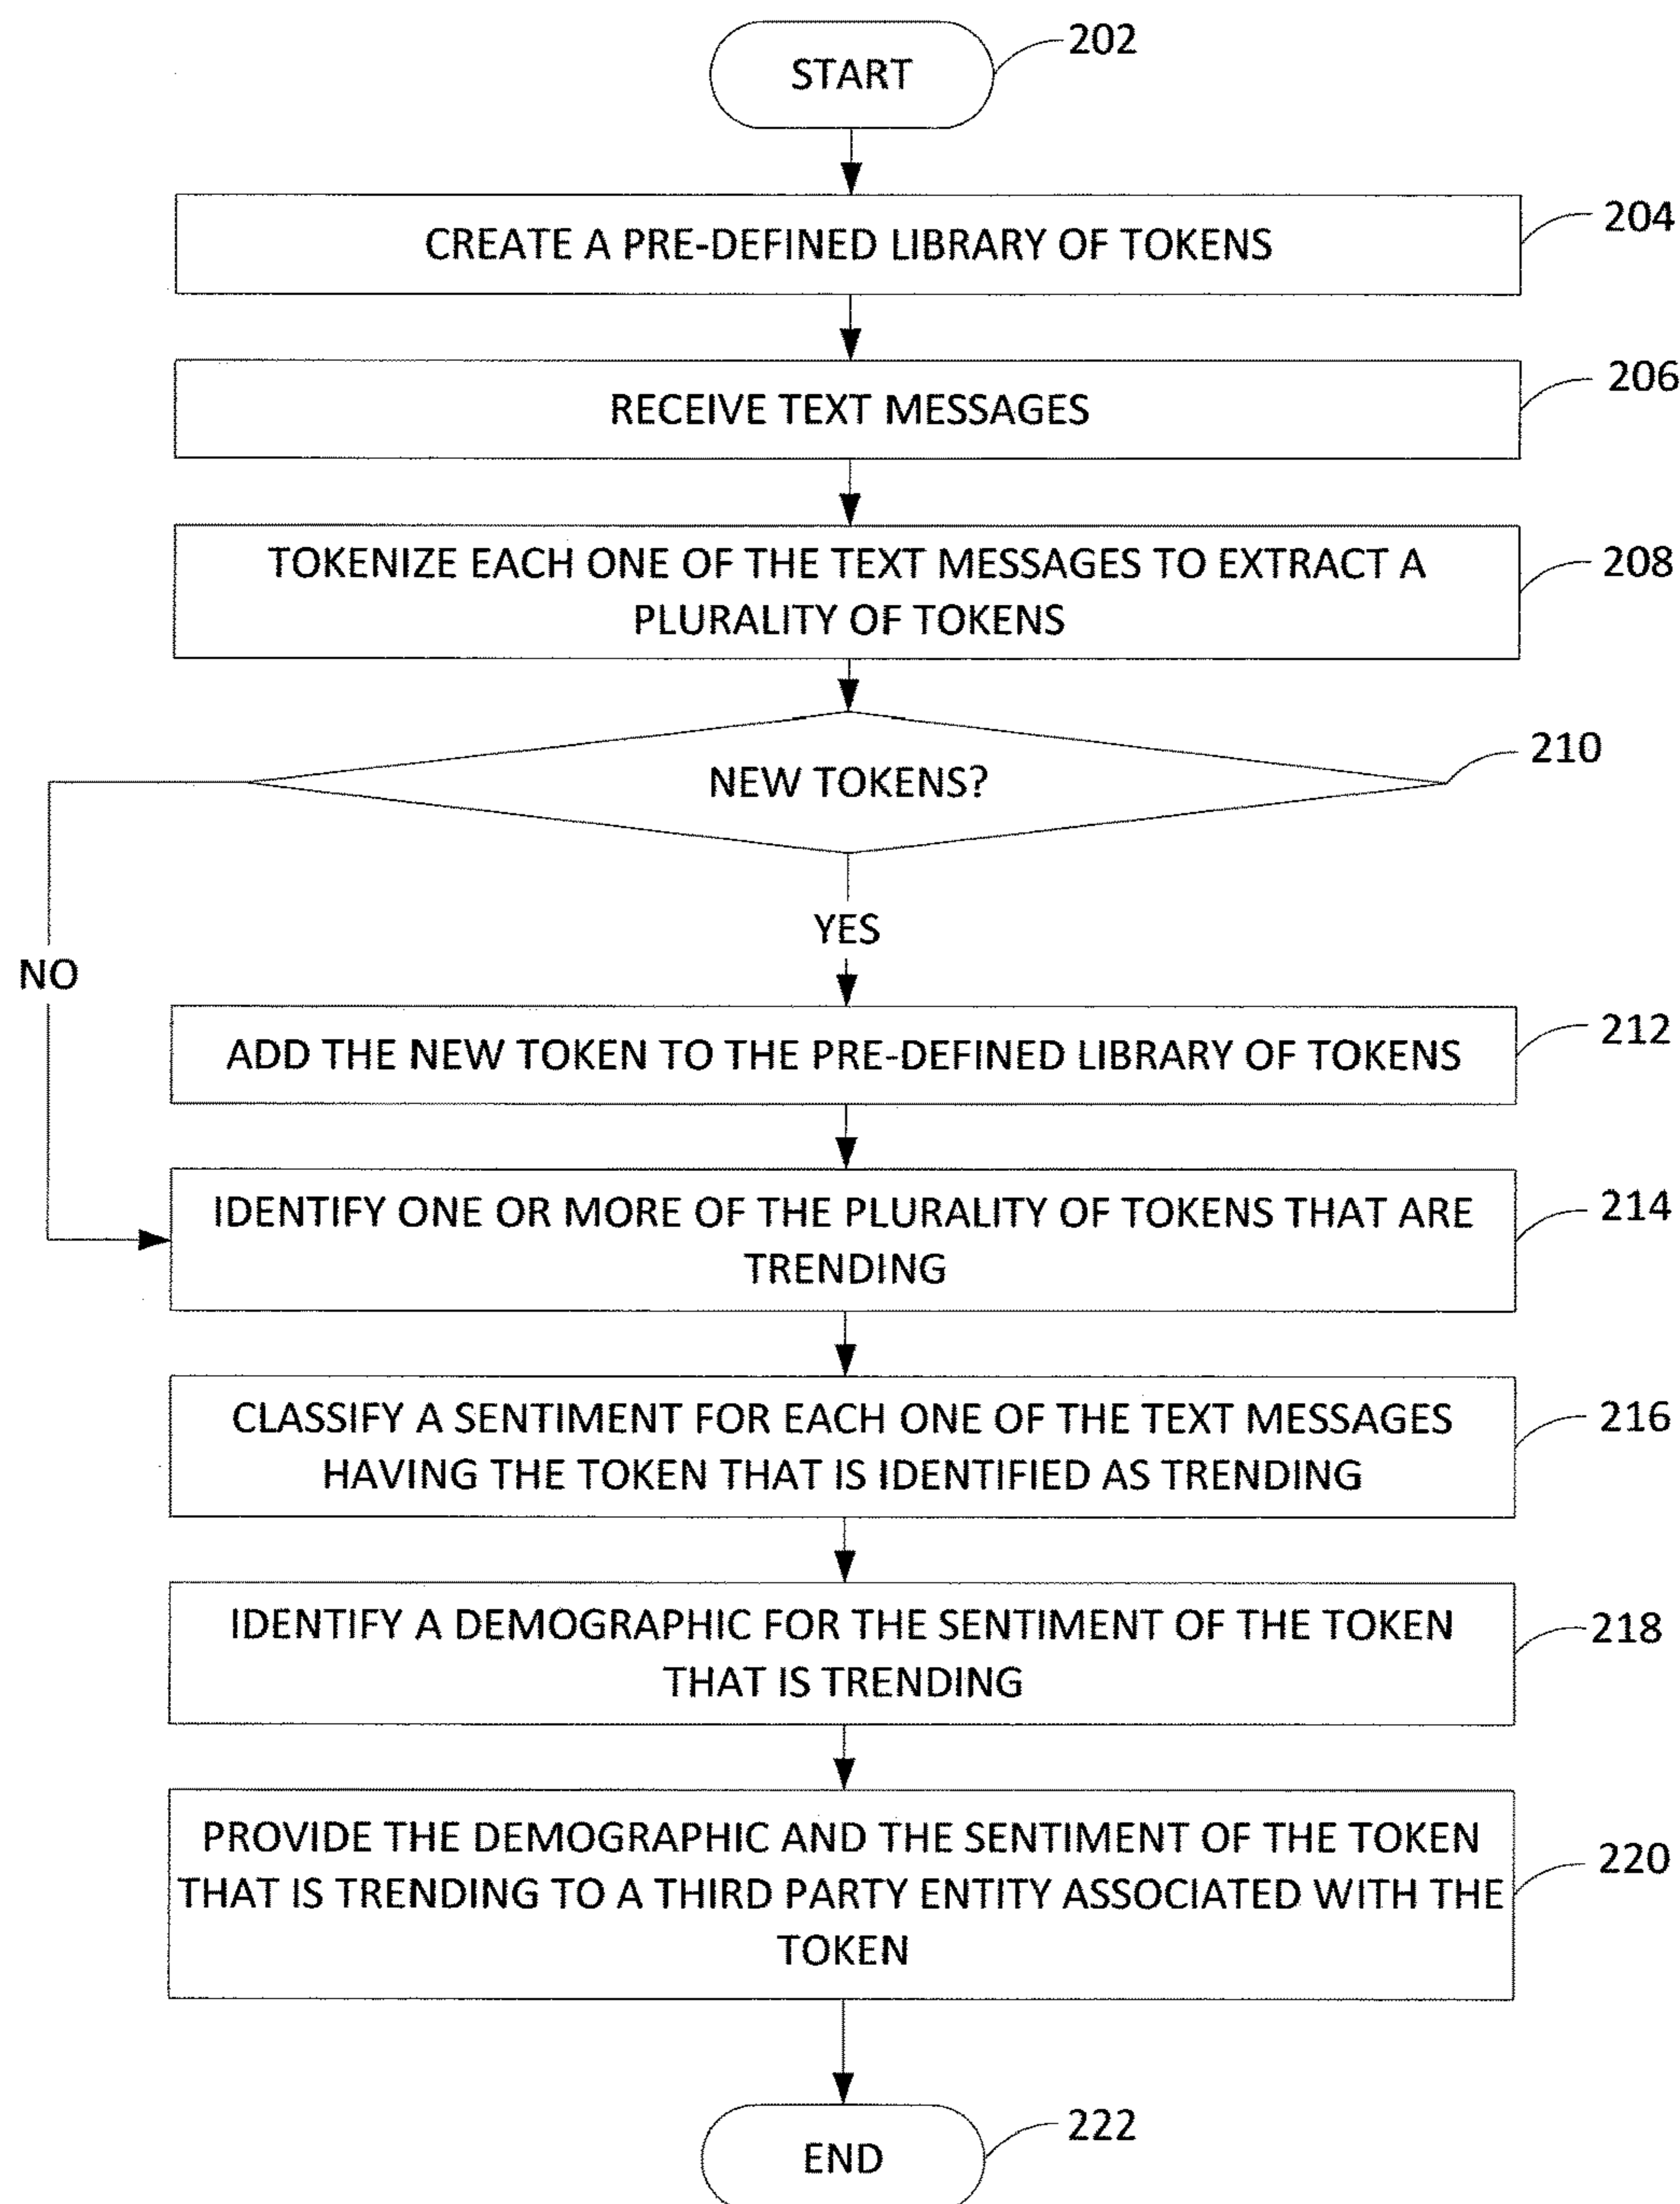 START
202
CREATE A PRE-DEFINED LIBRARY OF TOKENS
204
RECEIVE TEXT MESSAGES
206
TOKENIZE EACH ONE OF THE TEXT MESSAGES TO EXTRACT A
PLURALITY OF TOKENS
208
NEW TOKENS?
210
YES
NO
ADD THE NEW TOKEN TO THE PRE-DEFINED LIBRARY OF TOKENS
212
IDENTIFY ONE OR MORE OF THE PLURALITY OF TOKENS THAT ARE
TRENDING
214
CLASSIFY A SENTIMENT FOR EACH ONE OF THE TEXT MESSAGES
HAVING THE TOKEN THAT IS IDENTIFIED AS TRENDING
216
IDENTIFY A DEMOGRAPHIC FOR THE SENTIMENT OF THE TOKEN
THAT IS TRENDING
218
PROVIDE THE DEMOGRAPHIC AND THE SENTIMENT OF THE TOKEN
THAT IS TRENDING TO A THIRD PARTY ENTITY ASSOCIATED WITH THE
TOKEN
220
END
222